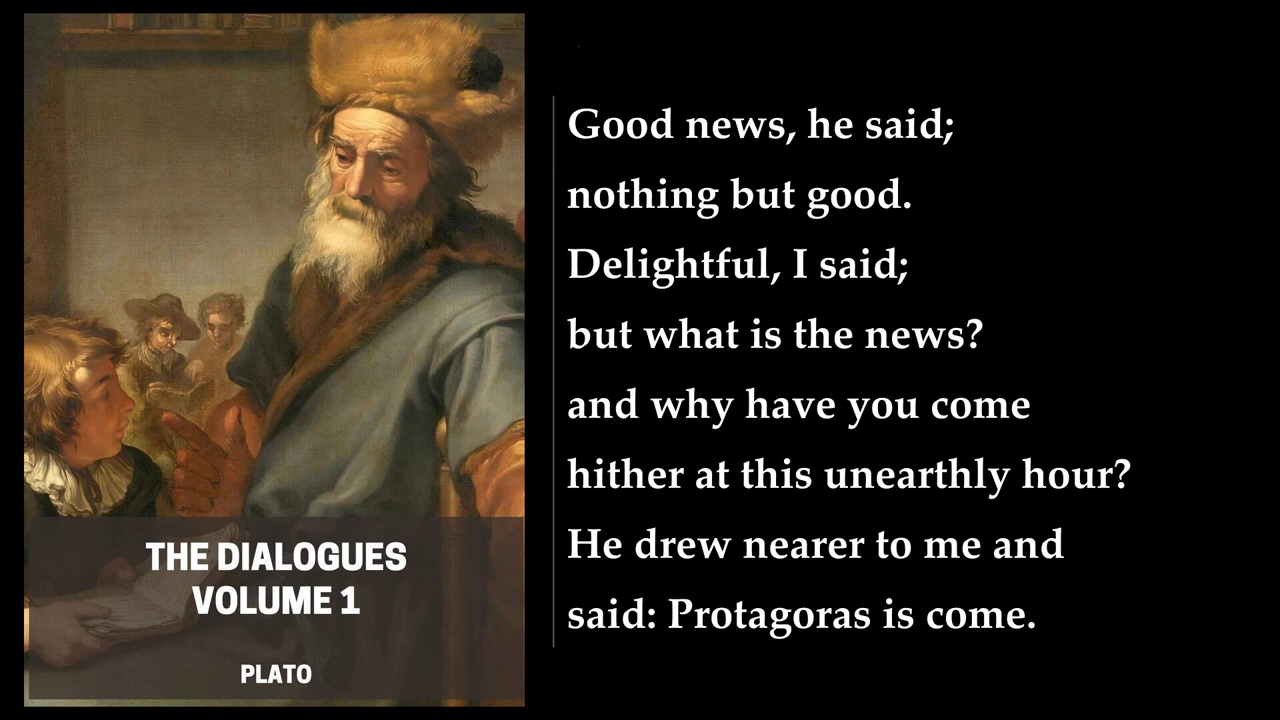 THE DIALOGUES
VOLUME 1
PLATO
Good news, he said;
nothing but good.
Delightful, I said;
but what is the news?
and why have you come
hither at this unearthly hour?
He drew nearer to me and
said: Protagoras is come.